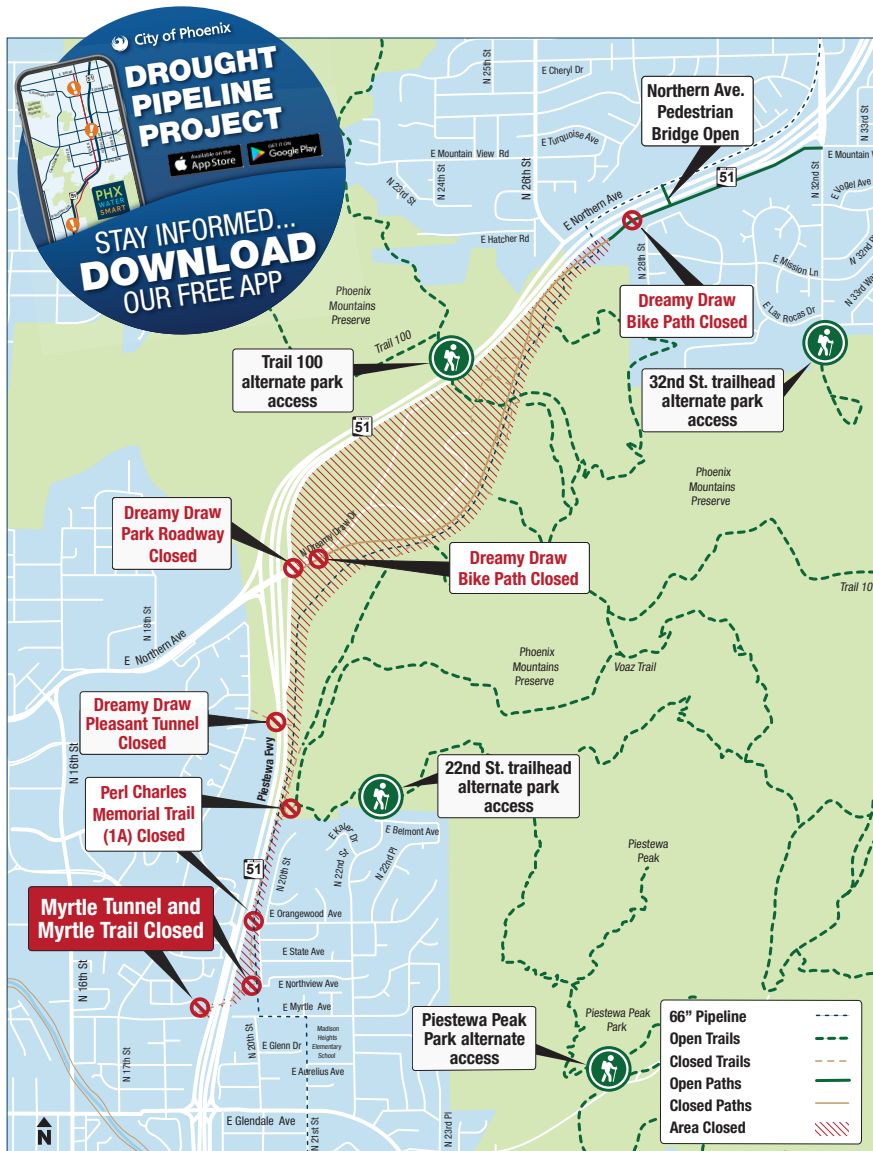 City of Phoenix
DROUGHT
PIPELINE
PROJECT
Available on the
App Store
GET IT ON
Google Play
PHX
WATER
SMART
STAY INFORMED...
DOWNLOAD
OUR FREE APP
N 25th St
E Cheryl Dr
Northern Ave.
Pedestrian
Bridge Open
N 33rd St
E Turquoise Ave
E Mountain View Rd
N 24th St
N 23rd St
N 26th St
51
N 32nd St
E Mountain V
E Vogel Ave
E Northern Ave
E Hatcher Rd
N 28th St
E Mission Ln
N 32nd Pl
N 33rd Way
E Las Rocas Dr
Dreamy Draw
Bike Path Closed
Phoenix
Mountains
Preserve
Trail 100
Trail 100
alternate park
access
32nd St. trailhead
alternate park
access
51
Phoenix
Mountains
Preserve
Dreamy Draw
Park Roadway
Closed
N Dreamy Draw Dr
Dreamy Draw
Bike Path Closed
Trail 10
N 18th St
E Northern Ave
Phoenix
Mountains
Preserve
Voaz Trail
Dreamy Draw
Pleasant Tunnel
Closed
N 16th St
Piestewa Fwy
22nd St. trailhead
alternate park
access
Perl Charles
Memorial Trail
(1A) Closed
E Kaler Dr
E Belmont Ave
N 20th St
N 22nd St
N 22nd Pl
51
Piestewa
Peak
Myrtle Tunnel and
Myrtle Trail Closed
E Orangewood Ave
E State Ave
N 16th St
E Northview Ave
E Myrtle Ave
N 20th St
Madison
Heights
Elementary
School
E Glenn Dr
E Aurelius Ave
N 17th St
Piestewa Peak
Park alternate
access
Piestewa Peak
Park
E Glendale Ave
N 21st St
N 23rd Pl
N
66” Pipeline
Open Trails
Closed Trails
Open Paths
Closed Paths
Area Closed